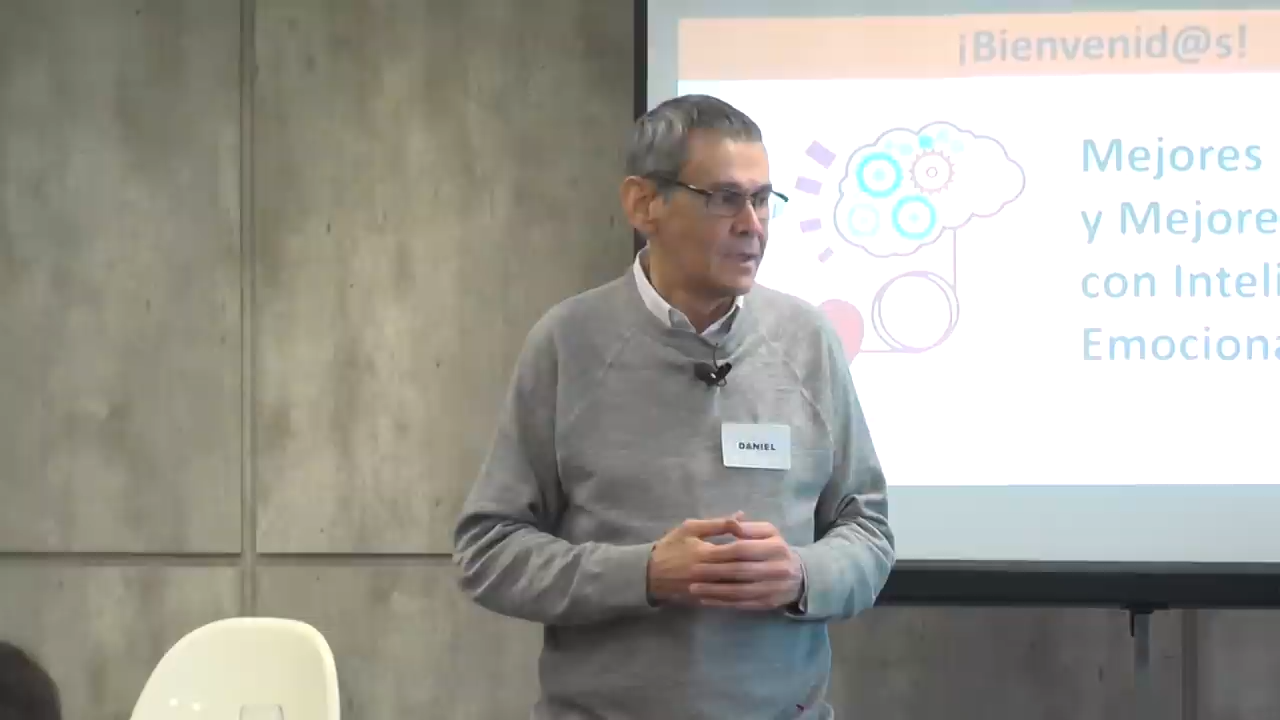 ¡Bienvenid@s!
Mejores
y Mejore
con Inteli
Emociona
DANIEL